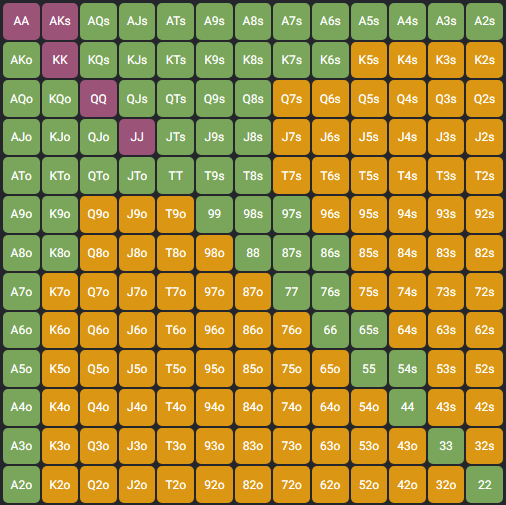 AA AKs AQs AJs ATs A9s A8s A7s A6s A5s A4s A3s A2s
AKo KK KQs KJs KTs K9s K8s K7s K6s K5s K4s K3s K2s
AQo KQo QQ QJs QTs Q9s Q8s Q7s Q6s Q5s Q4s Q3s Q2s
AJo KJo QJo JJ JTs J9s J8s J7s J6s J5s J4s J3s J2s
ATo KTo QTo JTo TT T9s T8s T7s T6s T5s T4s T3s T2s
A9o K9o Q9o J9o T9o 99 98s 97s 96s 95s 94s 93s 92s
A8o K8o Q8o J8o T8o 98o 88 87s 86s 85s 84s 83s 82s
A7o K7o Q7o J7o T7o 97o 87o 77 76s 75s 74s 73s 72s
A6o K6o Q6o J6o T6o 96o 86o 76o 66 65s 64s 63s 62s
A5o K5o Q5o J5o T5o 95o 85o 75o 65o 55 54s 53s 52s
A4o K4o Q4o J4o T4o 94o 84o 74o 64o 54o 44 43s 42s
A3o K3o Q3o J3o T3o 93o 83o 73o 63o 53o 43o 33 32s
A2o K2o Q2o J2o T2o 92o 82o 72o 62o 52o 42o 32o 22